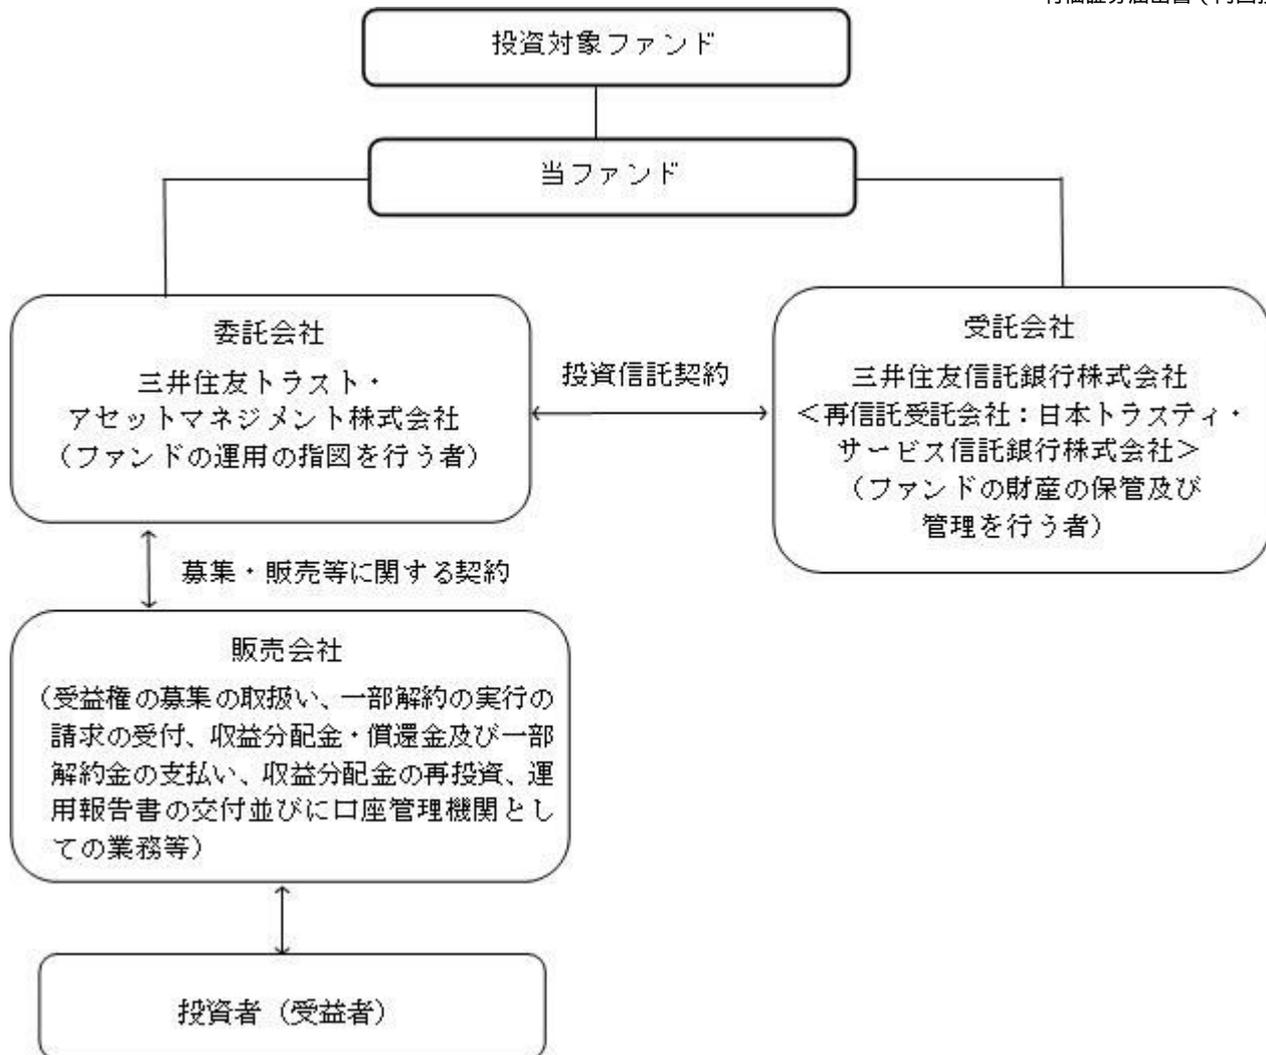 投資対象ファンド
当ファンド
委託会社
三井住友トラスト・
アセットマネジメント株式会社
（ファンドの運用の指図を行う者）
投資信託契約
受託会社
三井住友信託銀行株式会社
＜再信託受託会社：日本トラスティ・
サービス信託銀行株式会社＞
（ファンドの財産の保管及び
管理を行う者）
募集・販売等に関する契約
販売会社
（受益権の募集の取扱い、一部解約の実行の
請求の受付、収益分配金・償還金及び一部
解約金の支払い、収益分配金の再投資、運
用報告書の交付並びに口座管理機関とし
ての業務等）
投資者（受益者）